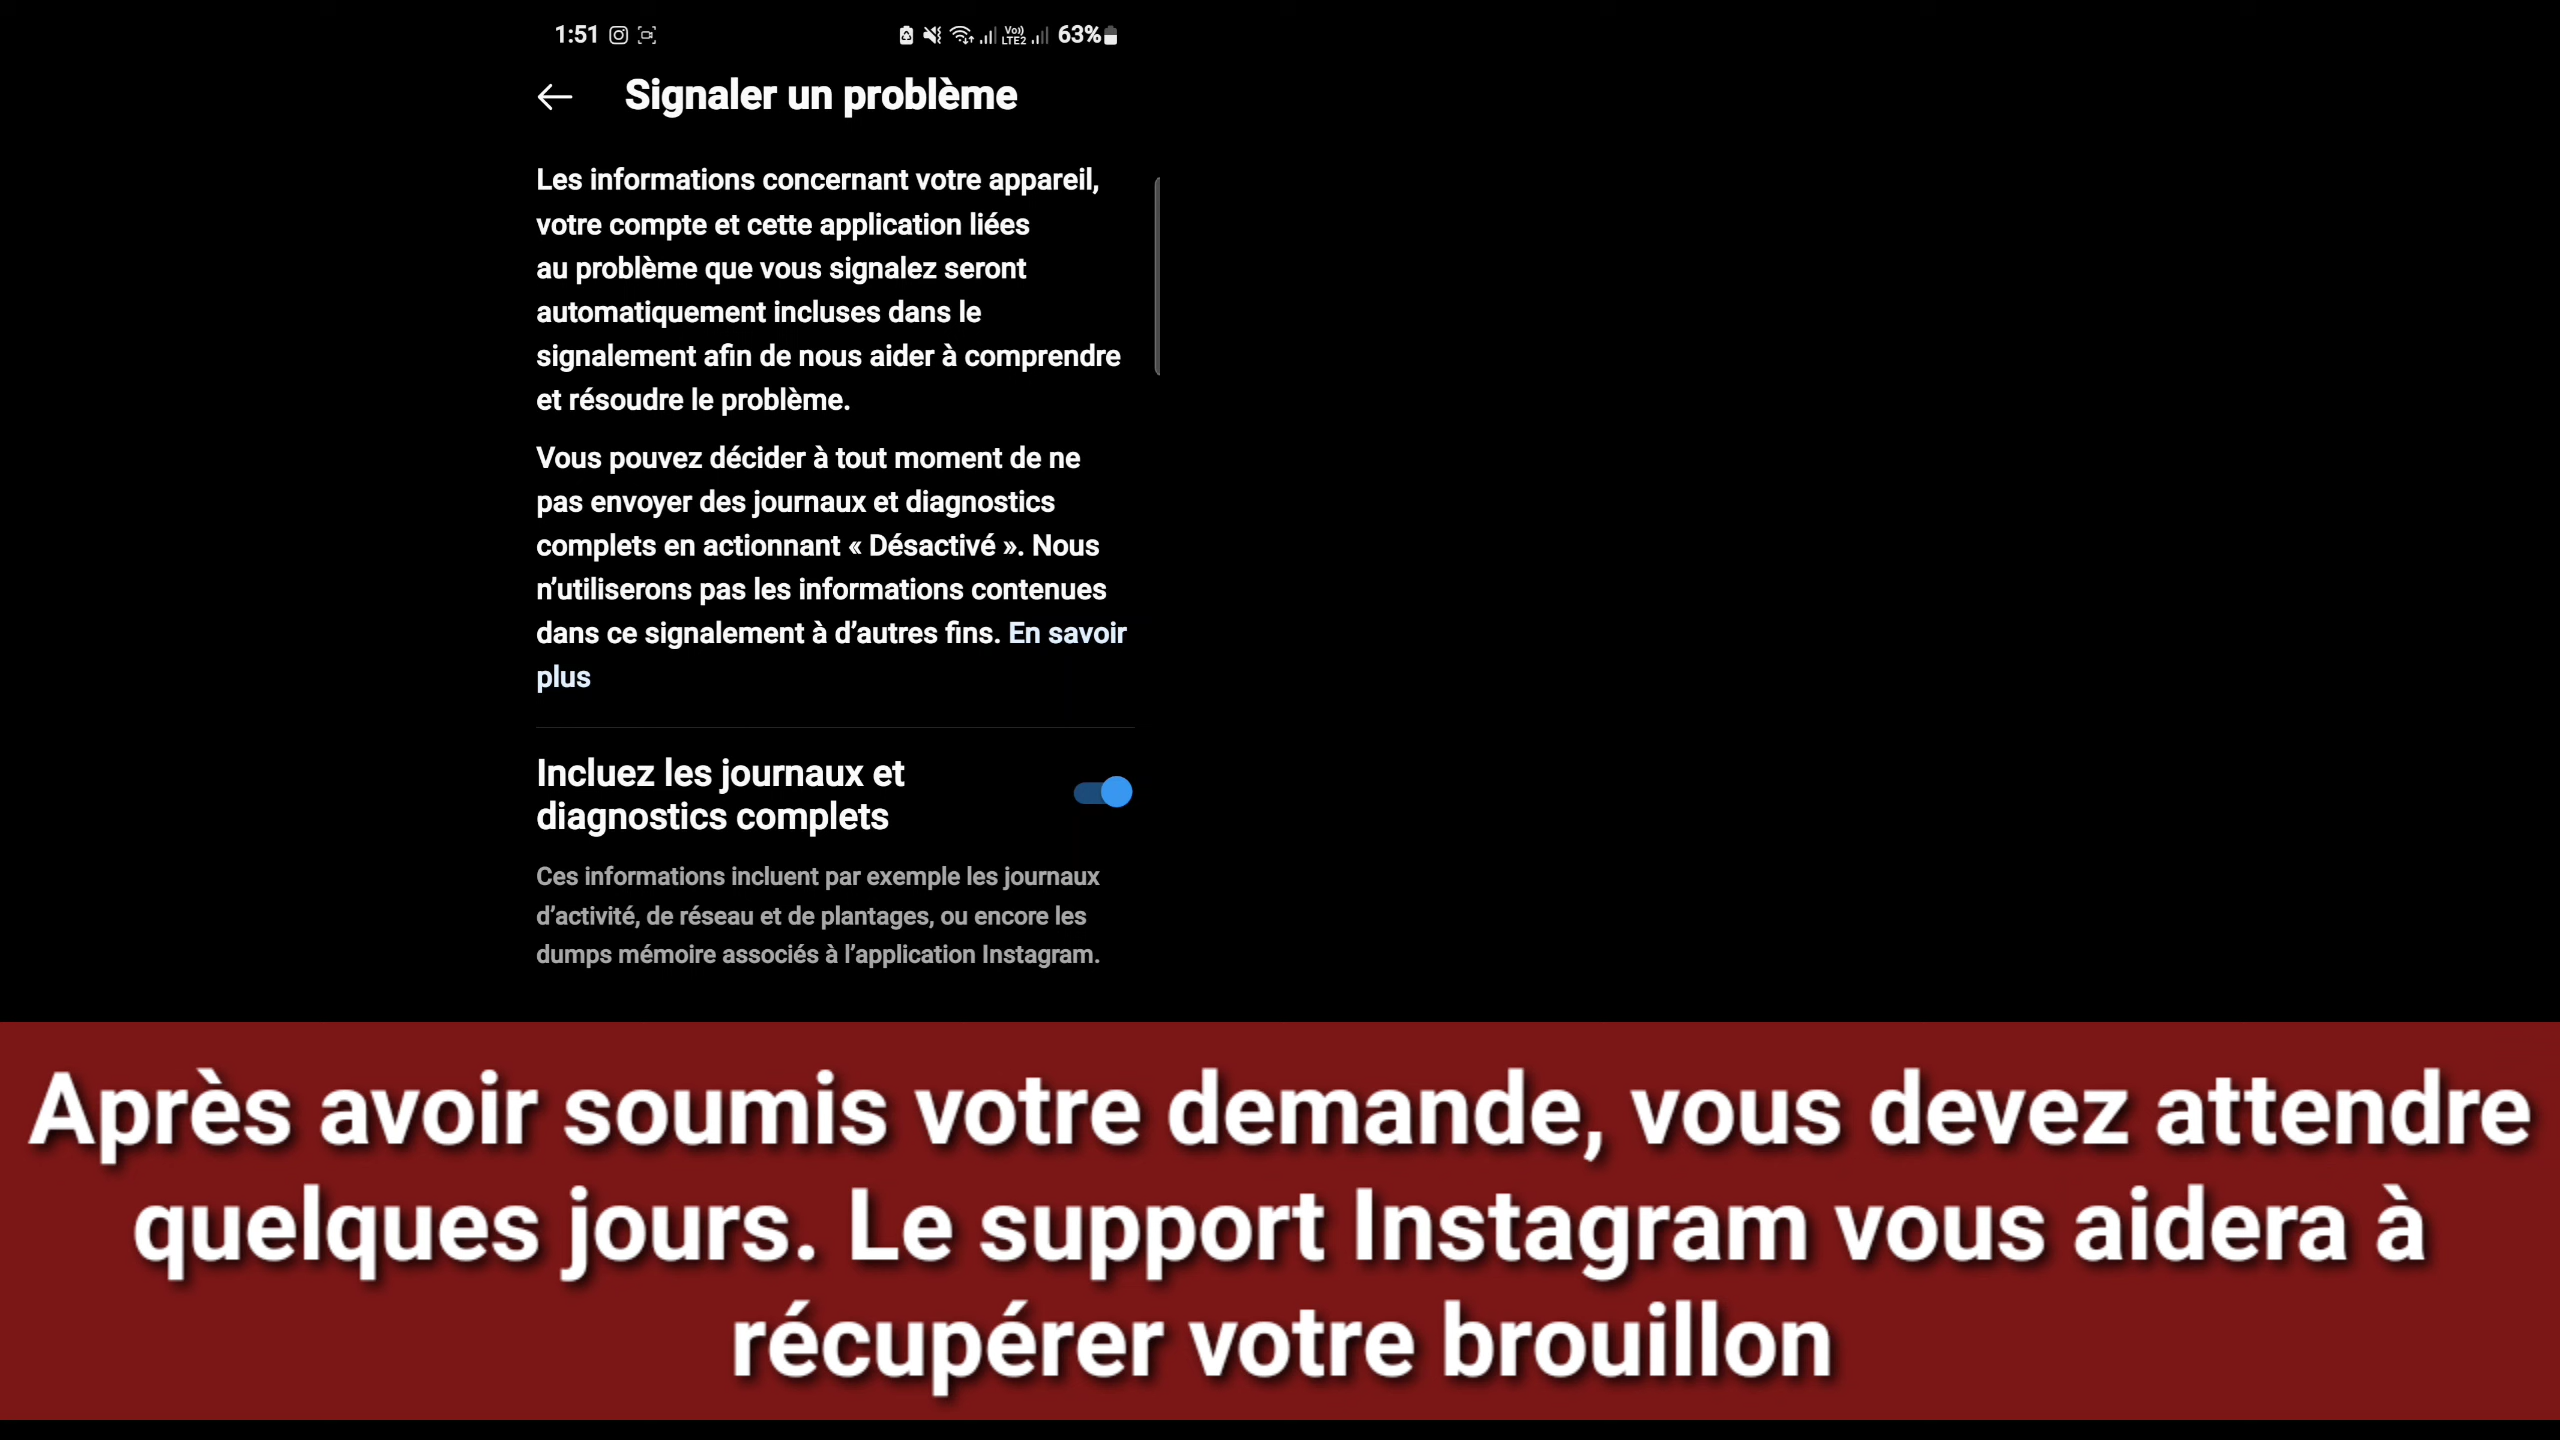 1:51
Vo)) LTE2
63%
Signaler un problème
Les informations concernant votre appareil,
votre compte et cette application liées
au problème que vous signalez seront
automatiquement incluses dans le
signalement afin de nous aider à comprendre
et résoudre le problème.
Vous pouvez décider à tout moment de ne
pas envoyer des journaux et diagnostics
complets en actionnant « Désactivé ». Nous
n’utiliserons pas les informations contenues
dans ce signalement à d’autres fins. En savoir
plus
Incluez les journaux et
diagnostics complets
Ces informations incluent par exemple les journaux
d’activité, de réseau et de plantages, ou encore les
dumps mémoire associés à l’application Instagram.
Après avoir soumis votre demande, vous devez attendre
quelques jours. Le support Instagram vous aidera à
récupérer votre brouillon